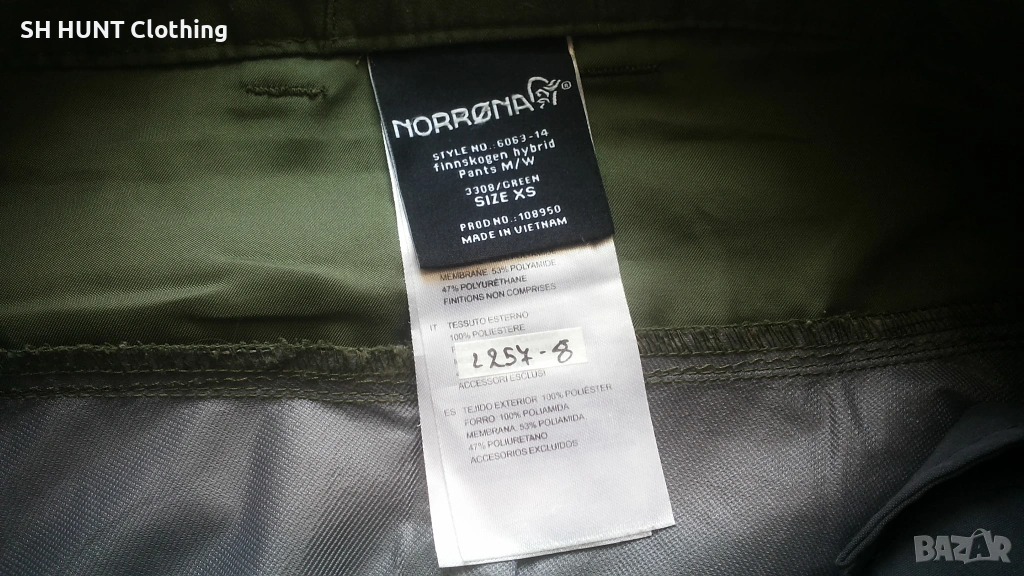 SH HUNT Clothing
NORRØNA®
STYLE NO.:6063-14
finnskogen hybrid
Pants M/W
3308/GREEN
SIZE XS
PROD NO.:108950
MADE IN VIETNAM
MEMBRANE 53% POLYAMIDE
47% POLYURÉTHANE
FINITIONS NON COMPRISES
IT TESSUTO ESTERNO
100% POLIESTERE
L257-8
ACCESSORI ESCLUSI
ES TEJIDO EXTERIOR 100% POLIÉSTER
FORRO 100% POLIAMIDA
MEMBRANA 53% POLIAMIDA
47% POLIURETANO
ACCESORIOS EXCLUIDOS
BAZAR